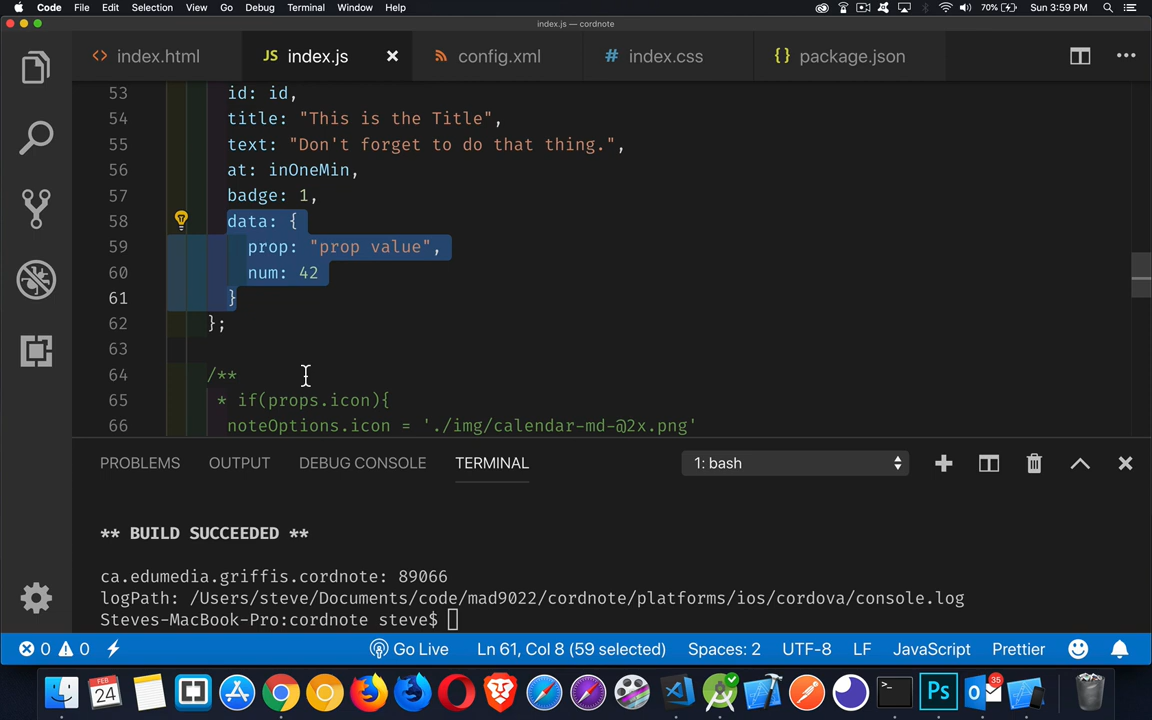 Code File Edit Selection View Go Debug Terminal Window Help 70% Sun 3:59 PM
index.js — cordnote
<> index.html JS index.js config.xml # index.css {} package.json
53 id: id,
54 title: "This is the Title",
55 text: "Don't forget to do that thing.",
56 at: inOneMin,
57 badge: 1,
58 data: {
59 prop: "prop value",
60 num: 42
61 }
62 };
63
64 /**
65 * if(props.icon){
66 noteOptions.icon = './img/calendar-md-@2x.png'
PROBLEMS OUTPUT DEBUG CONSOLE TERMINAL 1: bash
** BUILD SUCCEEDED **
ca.edumedia.griffis.cordnote: 89066
logPath: /Users/steve/Documents/code/mad9022/cordnote/platforms/ios/cordova/console.log
Steves-MacBook-Pro:cordnote steve$
0 0 Go Live Ln 61, Col 8 (59 selected) Spaces: 2 UTF-8 LF JavaScript Prettier
FEB 24 >_ Ps 35